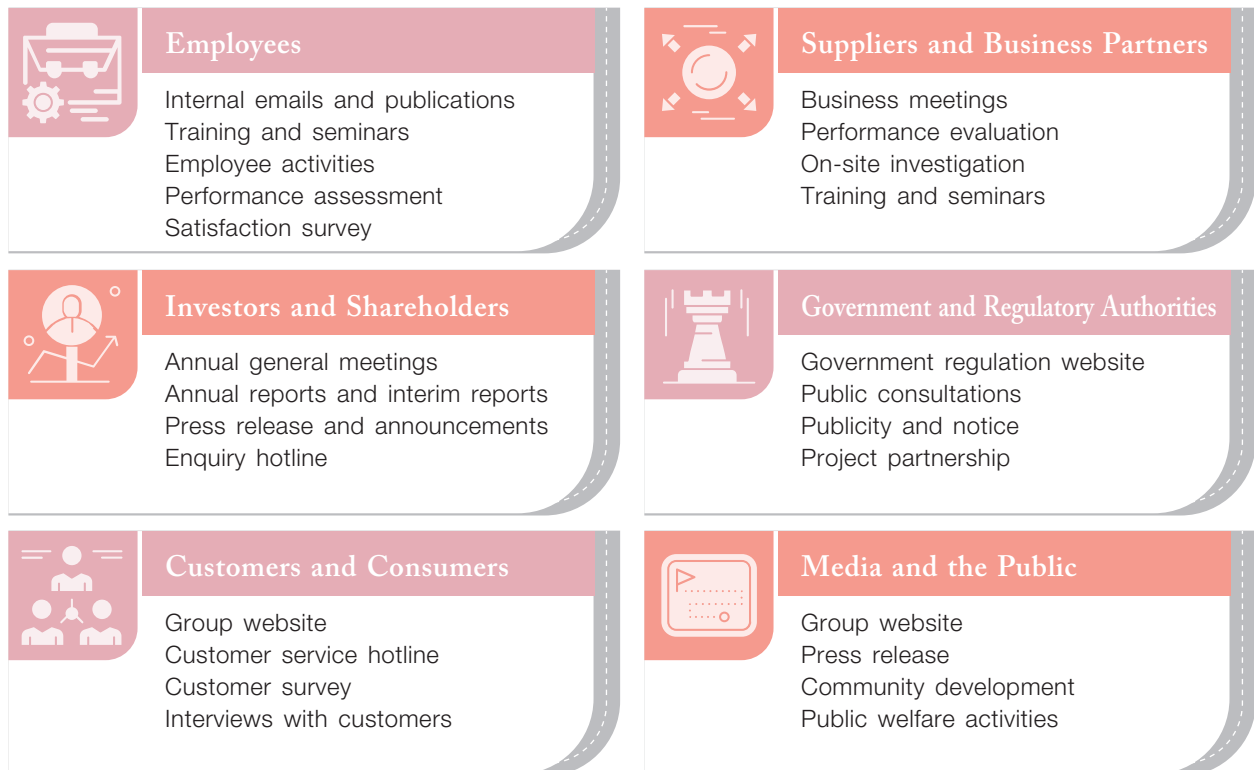 Employees
Internal emails and publications
Training and seminars
Employee activities
Performance assessment
Satisfaction survey
Suppliers and Business Partners
Business meetings
Performance evaluation
On-site investigation
Training and seminars
Investors and Shareholders
Annual general meetings
Annual reports and interim reports
Press release and announcements
Enquiry hotline
Government and Regulatory Authorities
Government regulation website
Public consultations
Publicity and notice
Project partnership
Customers and Consumers
Group website
Customer service hotline
Customer survey
Interviews with customers
Media and the Public
Group website
Press release
Community development
Public welfare activities